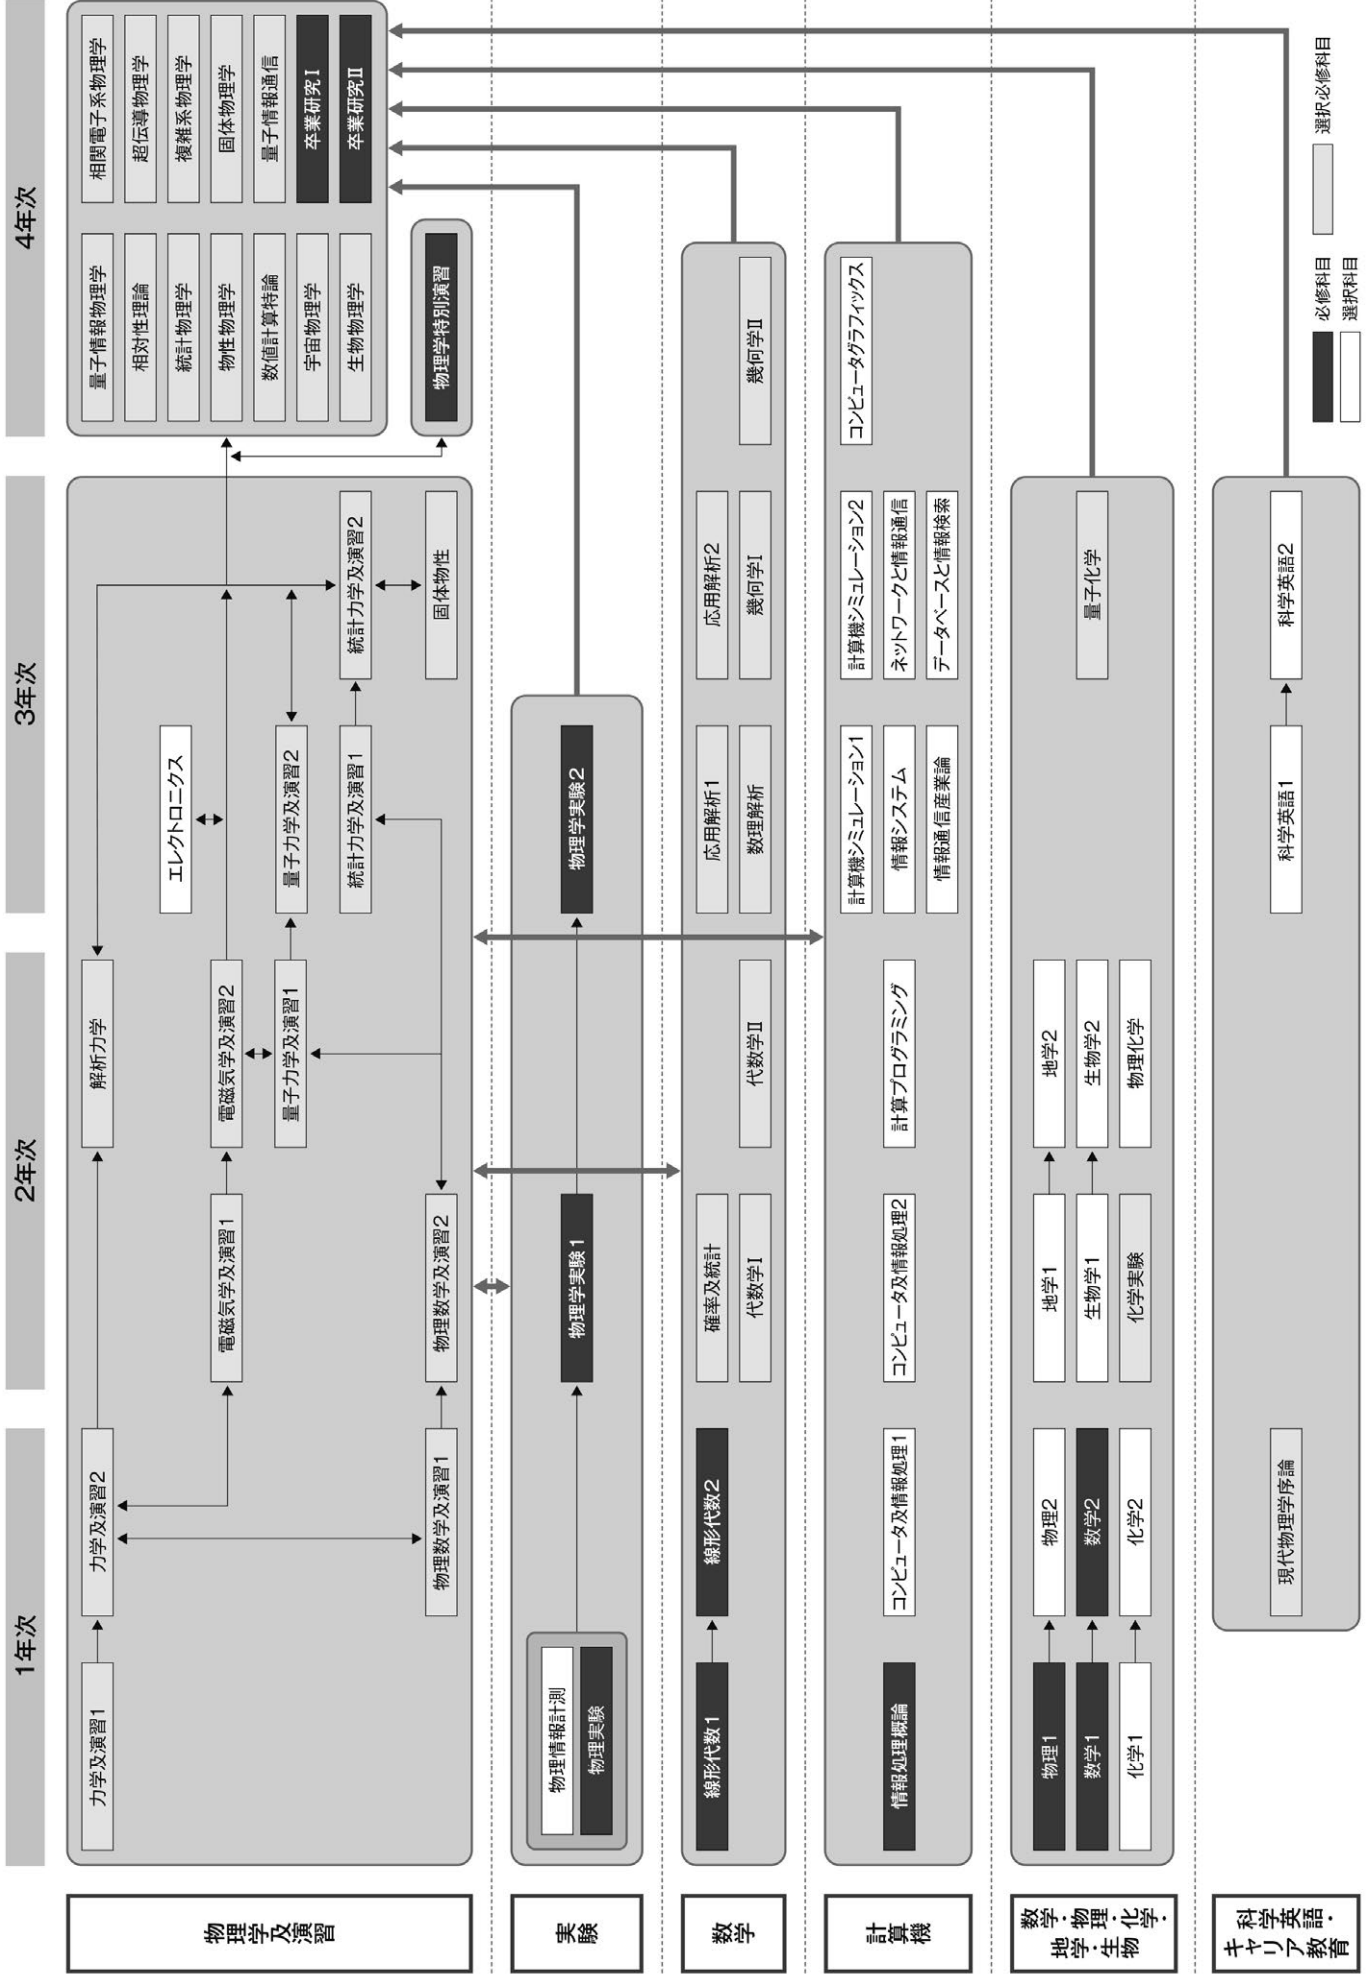 1年次
2年次
3年次
4年次
物理学及演習
力学及演習1
力学及演習2
解析力学
エレクトロニクス
電磁気学及演習1
電磁気学及演習2
量子力学及演習1
量子力学及演習2
統計力学及演習1
統計力学及演習2
物理数学及演習1
物理数学及演習2
固体物性
量子情報物理学
相関電子系物理学
相対性理論
超伝導物理学
統計物理学
複雑系物理学
物性物理学
固体物理学
数値計算特論
量子情報通信
宇宙物理学
卒業研究Ⅰ
生物物理学
卒業研究Ⅱ
物理学特別演習
実験
物理情報計測
物理実験
物理学実験1
物理学実験2
数学
線形代数1
線形代数2
確率及統計
代数学Ⅰ
代数学Ⅱ
応用解析1
応用解析2
数理解析
幾何学Ⅰ
幾何学Ⅱ
計算機
情報処理概論
コンピュータ及情報処理1
コンピュータ及情報処理2
計算プログラミング
計算機シミュレーション1
計算機シミュレーション2
コンピュータグラフィックス
情報システム
ネットワークと情報通信
情報通信産業論
データベースと情報検索
数学・物理・化学・
地学・生物
物理1
物理2
地学1
地学2
数学1
数学2
生物学1
生物学2
量子化学
化学1
化学2
化学実験
物理化学
科学英語・
キャリア教育
現代物理学序論
科学英語1
科学英語2
必修科目
選択必修科目
選択科目